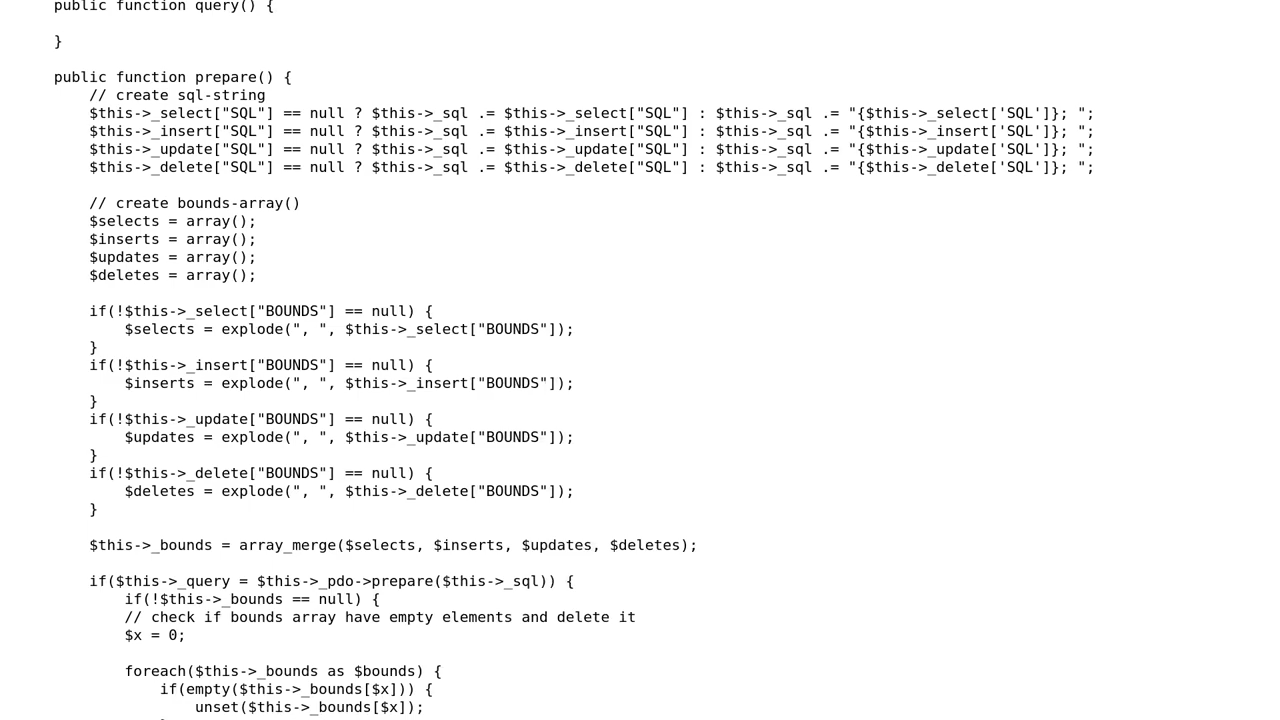 public function query() {
}
public function prepare() {
// create sql-string
$this->_select["SQL"] == null ? $this->_sql .= $this->_select["SQL"] : $this->_sql .= "{$this->_select['SQL']}; ";
$this->_insert["SQL"] == null ? $this->_sql .= $this->_insert["SQL"] : $this->_sql .= "{$this->_insert['SQL']}; ";
$this->_update["SQL"] == null ? $this->_sql .= $this->_update["SQL"] : $this->_sql .= "{$this->_update['SQL']}; ";
$this->_delete["SQL"] == null ? $this->_sql .= $this->_delete["SQL"] : $this->_sql .= "{$this->_delete['SQL']}; ";
// create bounds-array()
$selects = array();
$inserts = array();
$updates = array();
$deletes = array();
if(!$this->_select["BOUNDS"] == null) {
$selects = explode(", ", $this->_select["BOUNDS"]);
}
if(!$this->_insert["BOUNDS"] == null) {
$inserts = explode(", ", $this->_insert["BOUNDS"]);
}
if(!$this->_update["BOUNDS"] == null) {
$updates = explode(", ", $this->_update["BOUNDS"]);
}
if(!$this->_delete["BOUNDS"] == null) {
$deletes = explode(", ", $this->_delete["BOUNDS"]);
}
$this->_bounds = array_merge($selects, $inserts, $updates, $deletes);
if($this->_query = $this->_pdo->prepare($this->_sql)) {
if(!$this->_bounds == null) {
// check if bounds array have empty elements and delete it
$x = 0;
foreach($this->_bounds as $bounds) {
if(empty($this->_bounds[$x])) {
unset($this->_bounds[$x]);